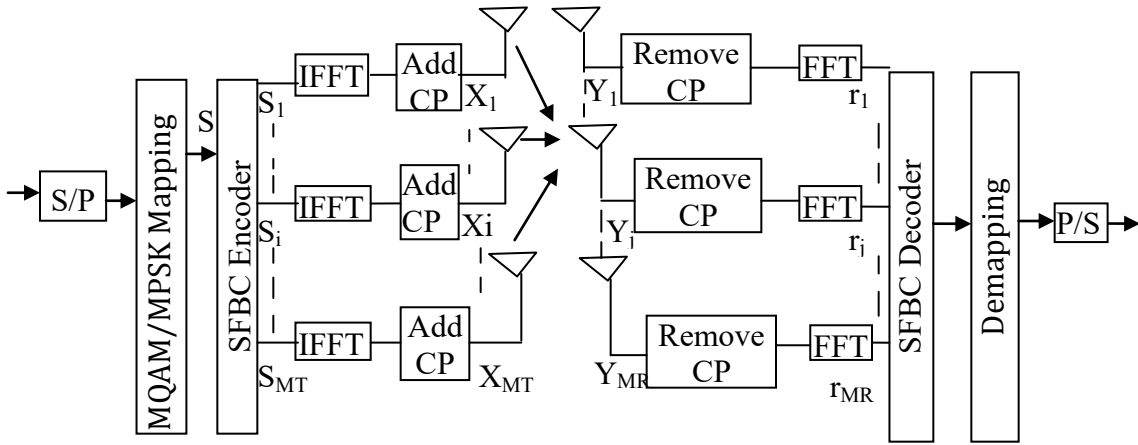 S/P
MQAM/MPSK Mapping
S
SFBC Encoder
S1
IFFT
Add
CP
X1
Y1
Remove
CP
FFT
r1
Si
IFFT
Add
CP
Xi
Yj
Remove
CP
FFT
rj
SMT
IFFT
Add
CP
XMT
YMR
Remove
CP
FFT
rMR
SFBC Decoder
Demapping
P/S